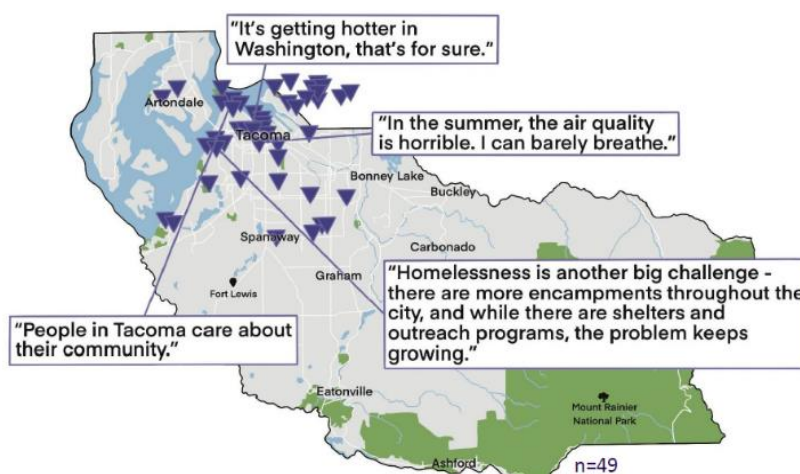 “It’s getting hotter in
Washington, that’s for sure.”
Artondale
Tacoma
“In the summer, the air quality
is horrible. I can barely breathe.”
Bonney Lake
Buckley
Spanaway
Carbonado
Graham
Fort Lewis
“Homelessness is another big challenge -
there are more encampments throughout the
city, and while there are shelters and
outreach programs, the problem keeps
growing.”
“People in Tacoma care about
their community.”
Eatonville
Mount Rainier
National Park
Ashford
n=49